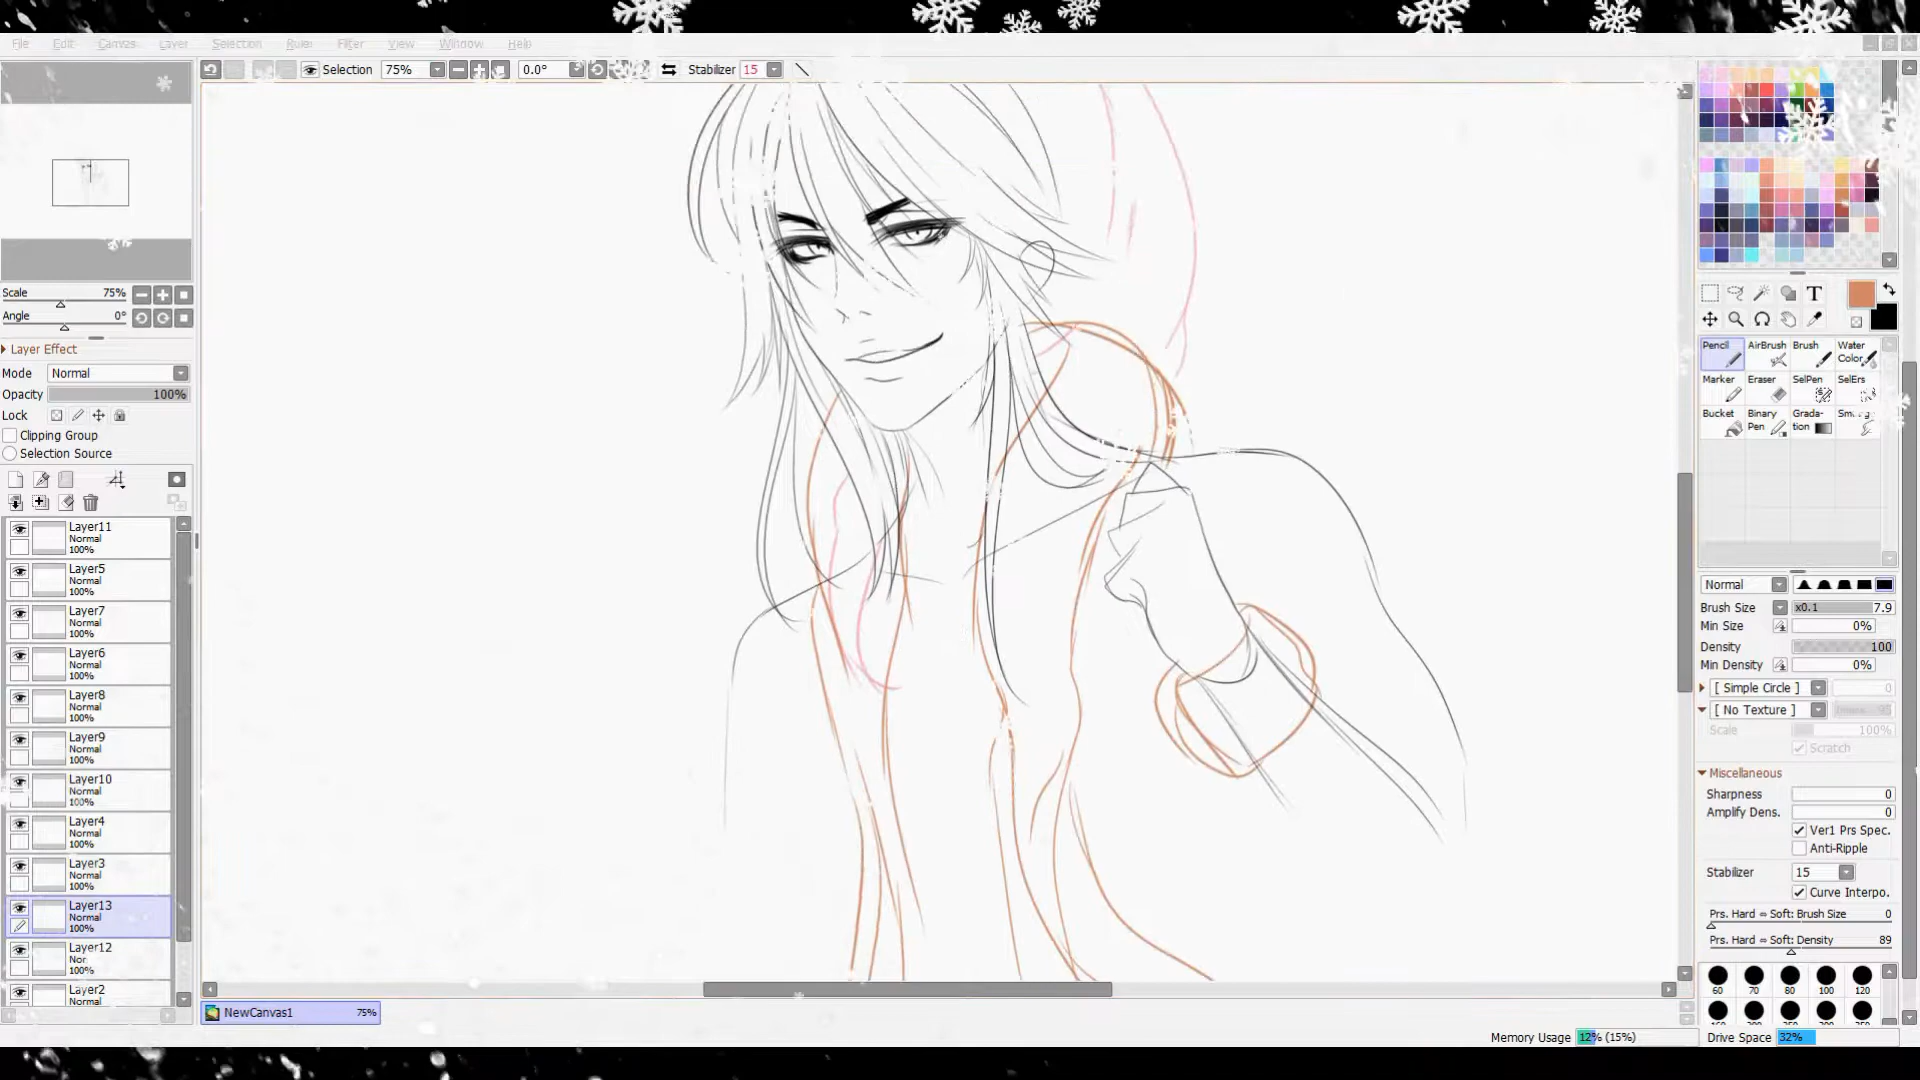 File Edit Canvas Layer Selection Ruler Filter View Window Help
Selection 75% 0.0° Stabilizer 15
Scale 75%
Angle 0°
Layer Effect
Mode Normal
Opacity 100%
Lock
Clipping Group
Selection Source
Layer11
Normal
100%
Layer5
Normal
100%
Layer7
Normal
100%
Layer6
Normal
100%
Layer8
Normal
100%
Layer9
Normal
100%
Layer10
Normal
100%
Layer4
Normal
100%
Layer3
Normal
100%
Layer13
Normal
100%
Layer12
Nor
100%
Layer2
Normal
NewCanvas1 75%
T
Pencil AirBrush Brush Water Color
Marker Eraser SelPen SelErs
Bucket Binary Pen Grada-tion
Normal
Brush Size x0.1 7.9
Min Size 0%
Density 100
Min Density 0%
[ Simple Circle ] 0
[ No Texture ]
Scale 100%
Scratch
Miscellaneous
Sharpness 0
Amplify Dens. 0
Ver1 Prs Spec.
Anti-Ripple
Stabilizer 15
Curve Interpo.
Prs. Hard ⇔ Soft: Brush Size 0
Prs. Hard ⇔ Soft: Density 89
60 70 80 100 120
Memory Usage 12% (15%) Drive Space 32%